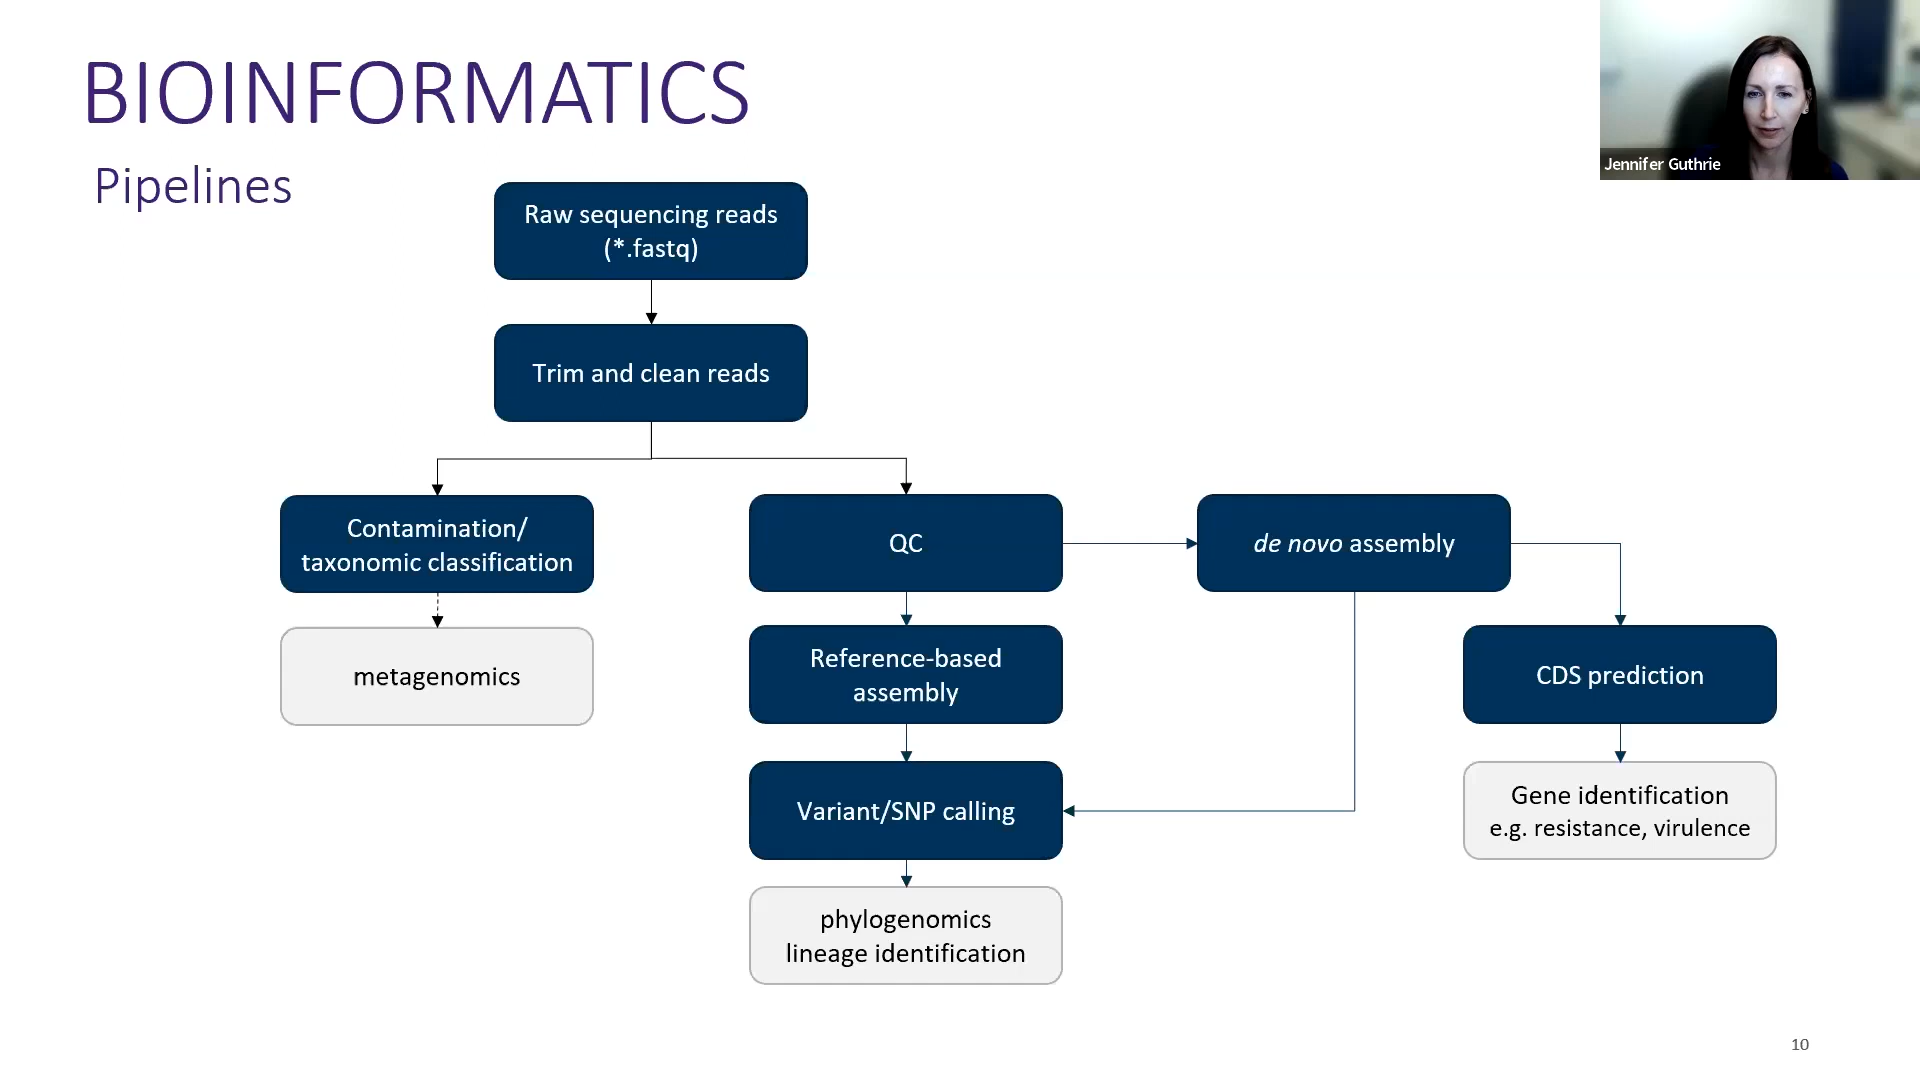 BIOINFORMATICS
Pipelines
Jennifer Guthrie
Raw sequencing reads
(*.fastq)
Trim and clean reads
Contamination/
taxonomic classification
QC
de novo assembly
metagenomics
Reference-based
assembly
CDS prediction
Variant/SNP calling
Gene identification
e.g. resistance, virulence
phylogenomics
lineage identification
10